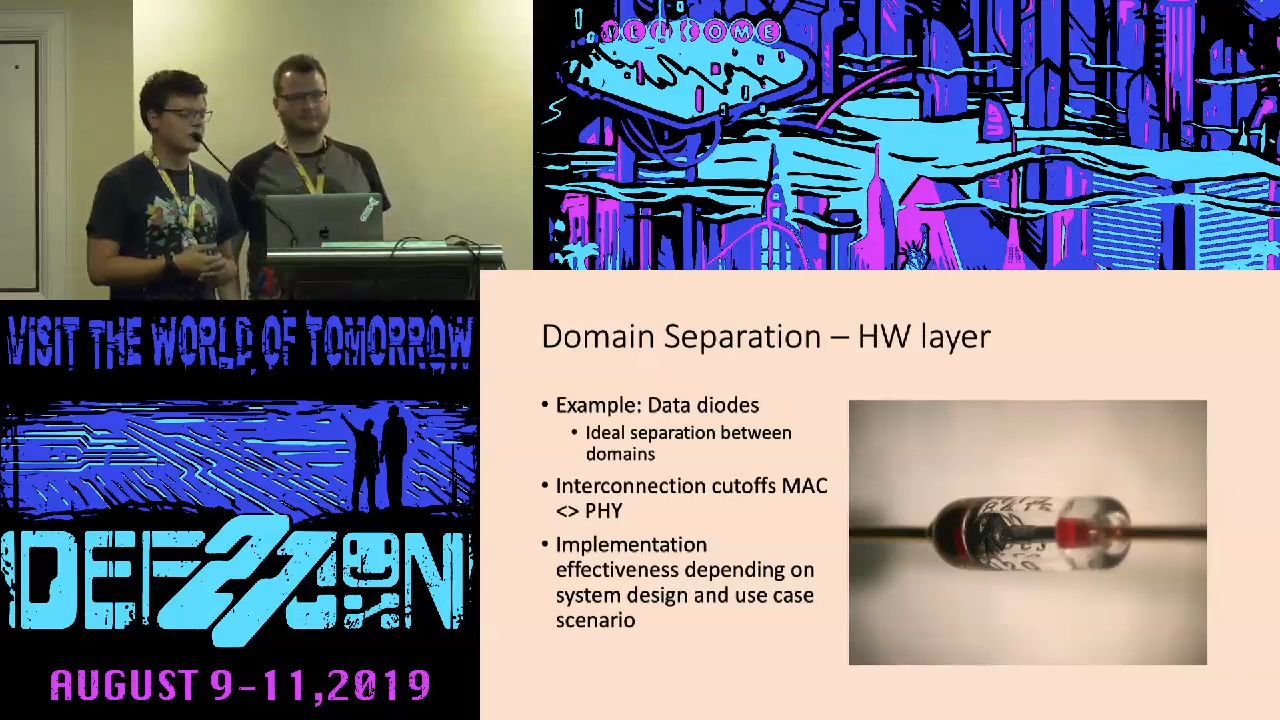 WELCOME
VISIT THE WORLD OF TOMORROW
DEF CON
27
AUGUST 9-11,2019
Domain Separation – HW layer
• Example: Data diodes
• Ideal separation between
domains
• Interconnection cutoffs MAC
<> PHY
• Implementation
effectiveness depending on
system design and use case
scenario